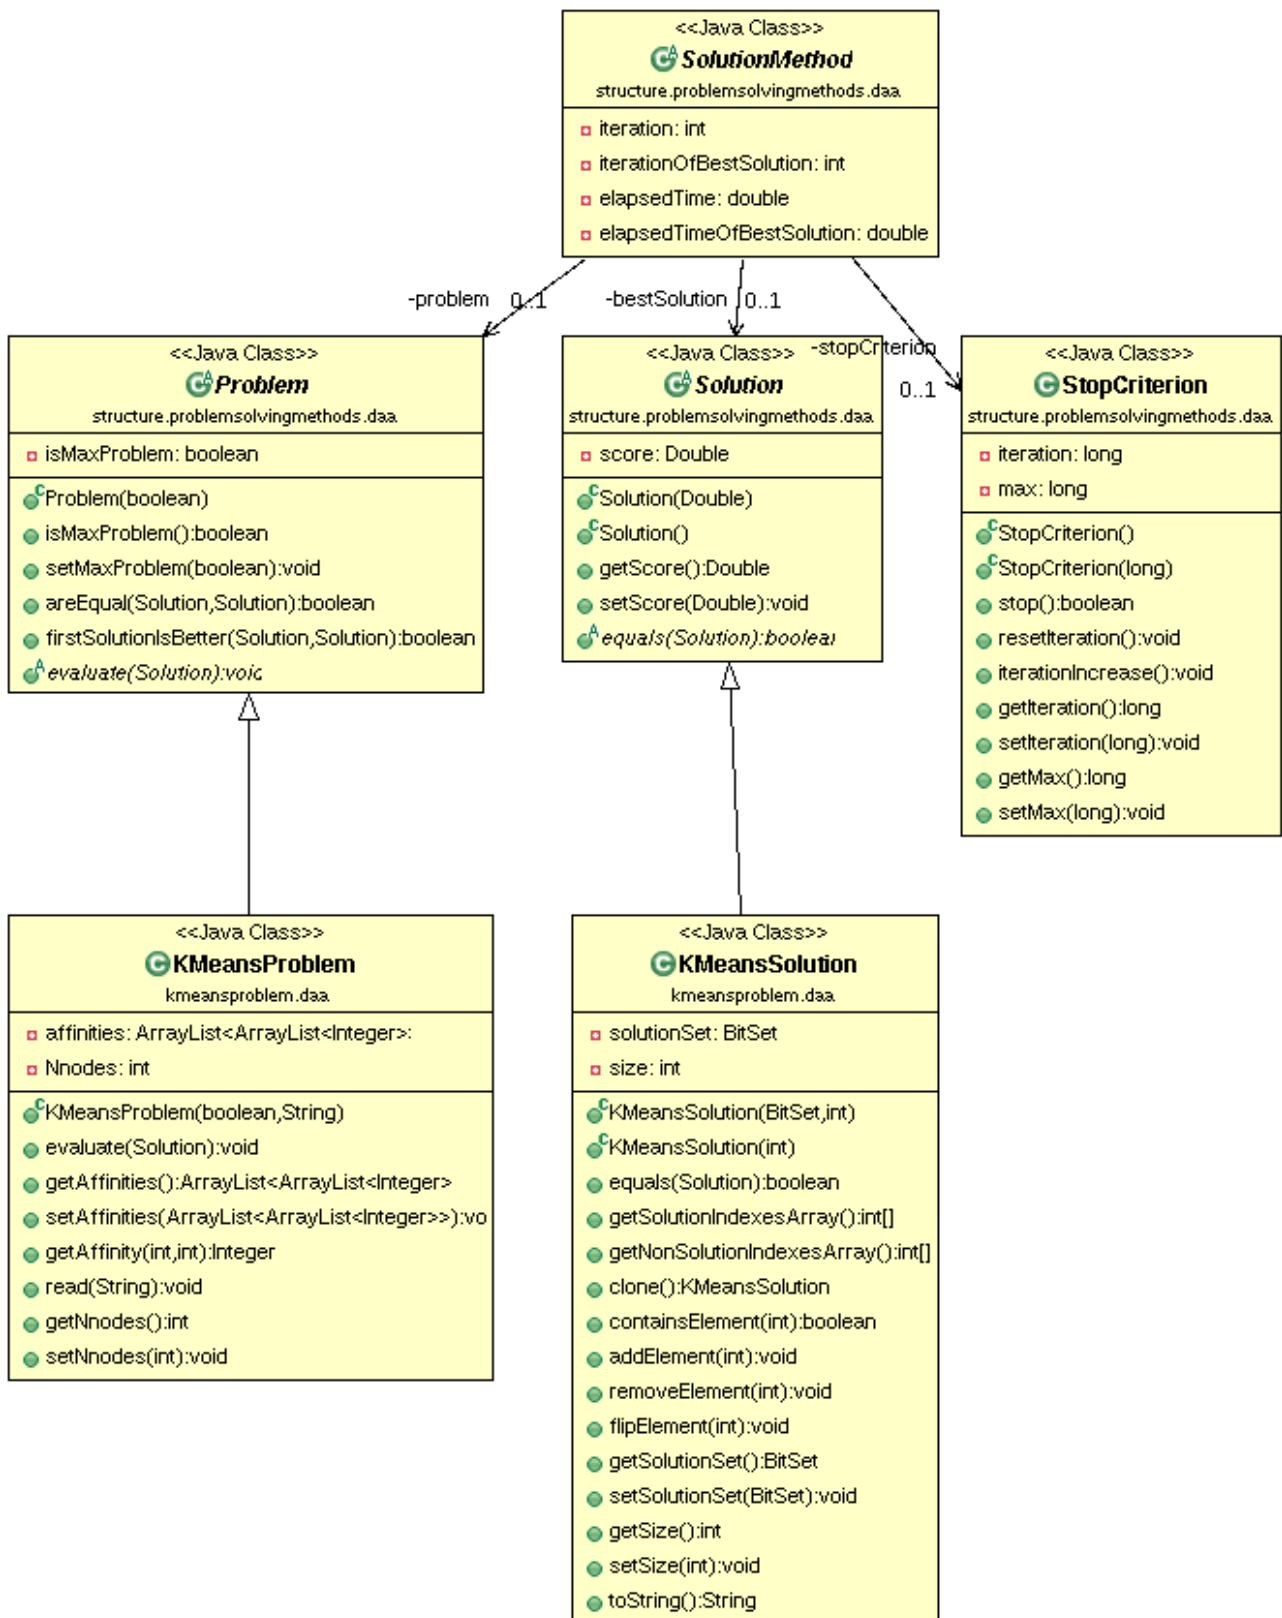 <<Java Class>>
SolutionMethod
structure.problemsolvingmethods.daa
iteration: int
iterationOfBestSolution: int
elapsedTime: double
elapsedTimeOfBestSolution: double
-problem 0..1
-bestSolution 0..1
-stopCriterion
0..1
<<Java Class>>
Problem
structure.problemsolvingmethods.daa
isMaxProblem: boolean
Problem(boolean)
isMaxProblem():boolean
setMaxProblem(boolean):void
areEqual(Solution,Solution):boolean
firstSolutionIsBetter(Solution,Solution):boolean
evaluate(Solution):voic
<<Java Class>>
Solution
structure.problemsolvingmethods.daa
score: Double
Solution(Double)
Solution()
getScore():Double
setScore(Double):void
equals(Solution):boolear
<<Java Class>>
StopCriterion
structure.problemsolvingmethods.daa
iteration: long
max: long
StopCriterion()
StopCriterion(long)
stop():boolean
resetIteration():void
iterationIncrease():void
getIteration():long
setIteration(long):void
getMax():long
setMax(long):void
<<Java Class>>
KMeansProblem
kmeansproblem.daa
affinities: ArrayList<ArrayList<Integer>:
Nnodes: int
KMeansProblem(boolean,String)
evaluate(Solution):void
getAffinities():ArrayList<ArrayList<Integer>
setAffinities(ArrayList<ArrayList<Integer>>):vo
getAffinity(int,int):Integer
read(String):void
getNnodes():int
setNnodes(int):void
<<Java Class>>
KMeansSolution
kmeansproblem.daa
solutionSet: BitSet
size: int
KMeansSolution(BitSet,int)
KMeansSolution(int)
equals(Solution):boolean
getSolutionIndexesArray():int[]
getNonSolutionIndexesArray():int[]
clone():KMeansSolution
containsElement(int):boolean
addElement(int):void
removeElement(int):void
flipElement(int):void
getSolutionSet():BitSet
setSolutionSet(BitSet):void
getSize():int
setSize(int):void
toString():String